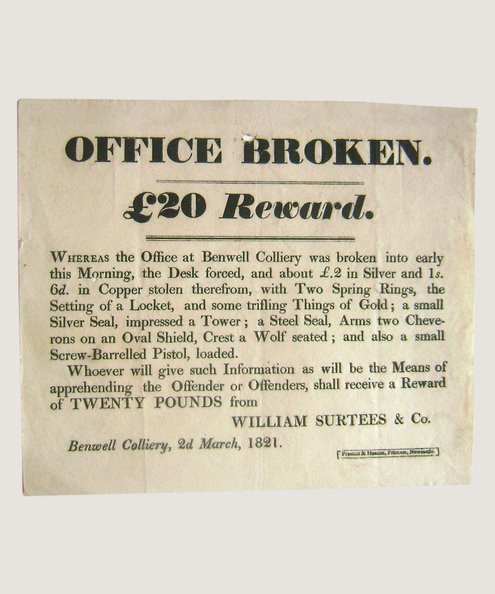 OFFICE BROKEN.
£20 Reward.
WHEREAS the Office at Benwell Colliery was broken into early
this Morning, the Desk forced, and about £.2 in Silver and 1s.
6d. in Copper stolen therefrom, with Two Spring Rings, the
Setting of a Locket, and some trifling Things of Gold; a small
Silver Seal, impressed a Tower; a Steel Seal, Arms two Cheve-
rons on an Oval Shield, Crest a Wolf seated; and also a small
Screw-Barrelled Pistol, loaded.
Whoever will give such Information as will be the Means of
apprehending the Offender or Offenders, shall receive a Reward
of TWENTY POUNDS from
WILLIAM SURTEES & Co.
Benwell Colliery, 2d March, 1821.
Preston & Heaton, Printers, Newcastle.